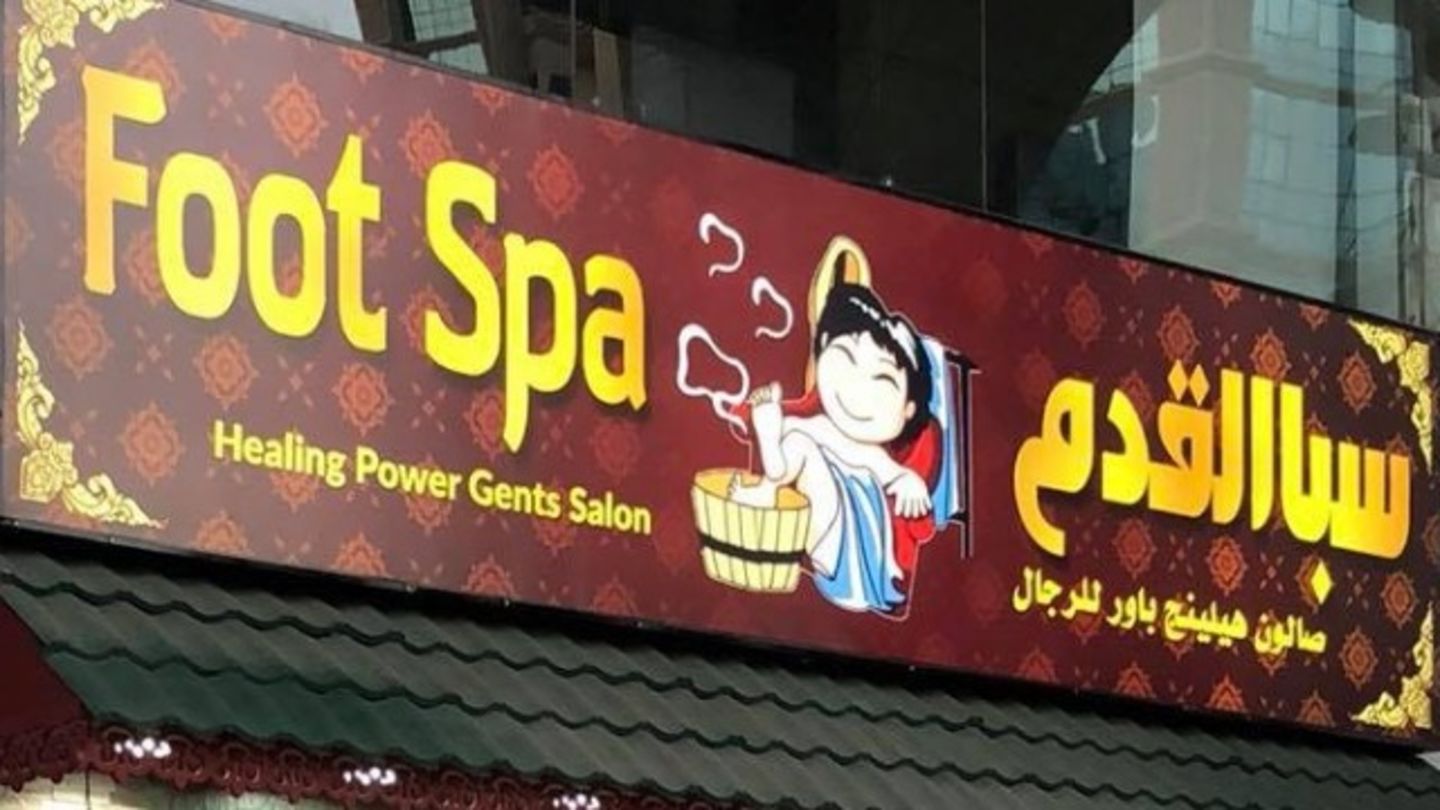 Foot Spa
Healing Power Gents Salon
سبا القدم
صالون هيلينج باور للرجال